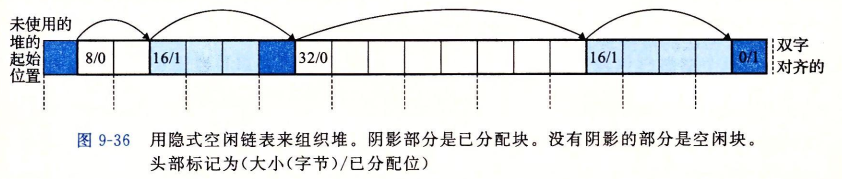 未使用的
堆的
起始
位置
8/0
16/1
32/0
16/1
0/1
双字
对齐的
图 9-36 用隐式空闲链表来组织堆。阴影部分是已分配块。没有阴影的部分是空闲块。
头部标记为(大小(字节)/已分配位)